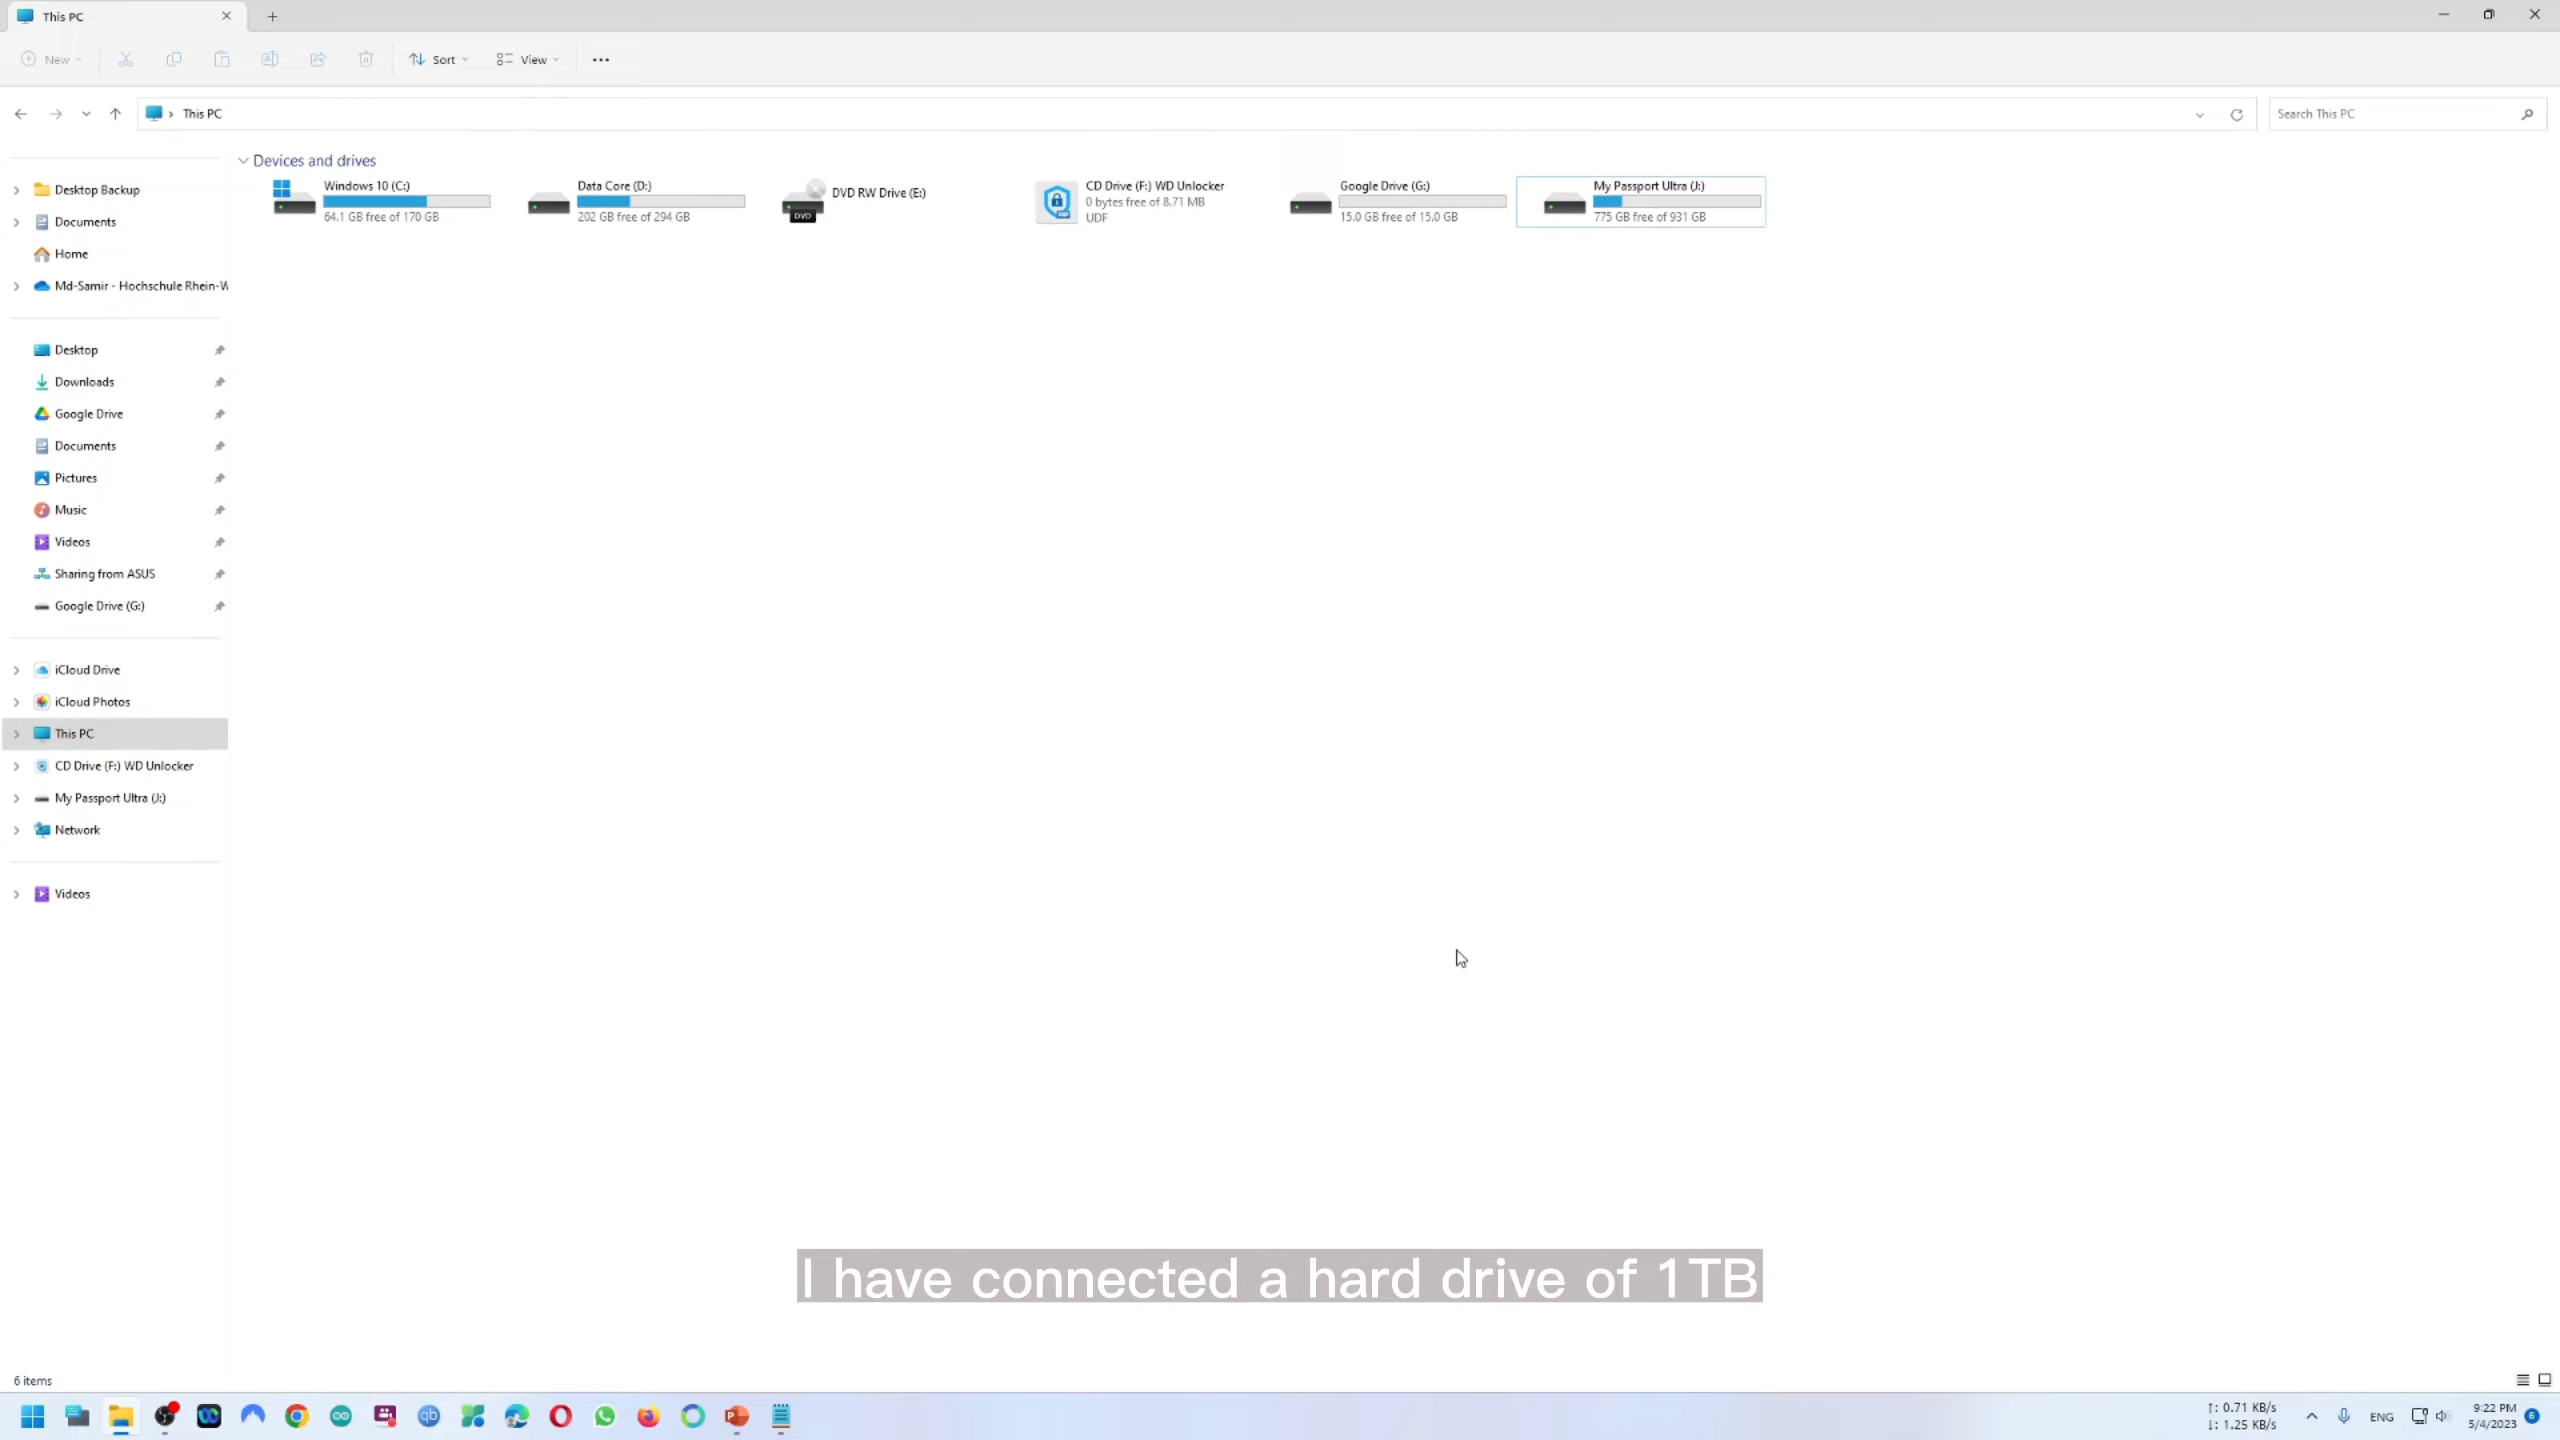 This PC
New
Sort
View
This PC
Search This PC
Devices and drives
Windows 10 (C:)
64.1 GB free of 170 GB
Data Core (D:)
202 GB free of 294 GB
DVD RW Drive (E:)
DVD
CD Drive (F:) WD Unlocker
0 bytes free of 8.71 MB
UDF
Google Drive (G:)
15.0 GB free of 15.0 GB
My Passport Ultra (J:)
775 GB free of 931 GB
Desktop Backup
Documents
Home
Md-Samir - Hochschule Rhein-W
Desktop
Downloads
Google Drive
Documents
Pictures
Music
Videos
Sharing from ASUS
Google Drive (G:)
iCloud Drive
iCloud Photos
This PC
CD Drive (F:) WD Unlocker
My Passport Ultra (J:)
Network
Videos
I have connected a hard drive of 1TB
6 items
qb
P
↑: 0.71 KB/s
↓: 1.25 KB/s
ENG
9:22 PM
5/4/2023